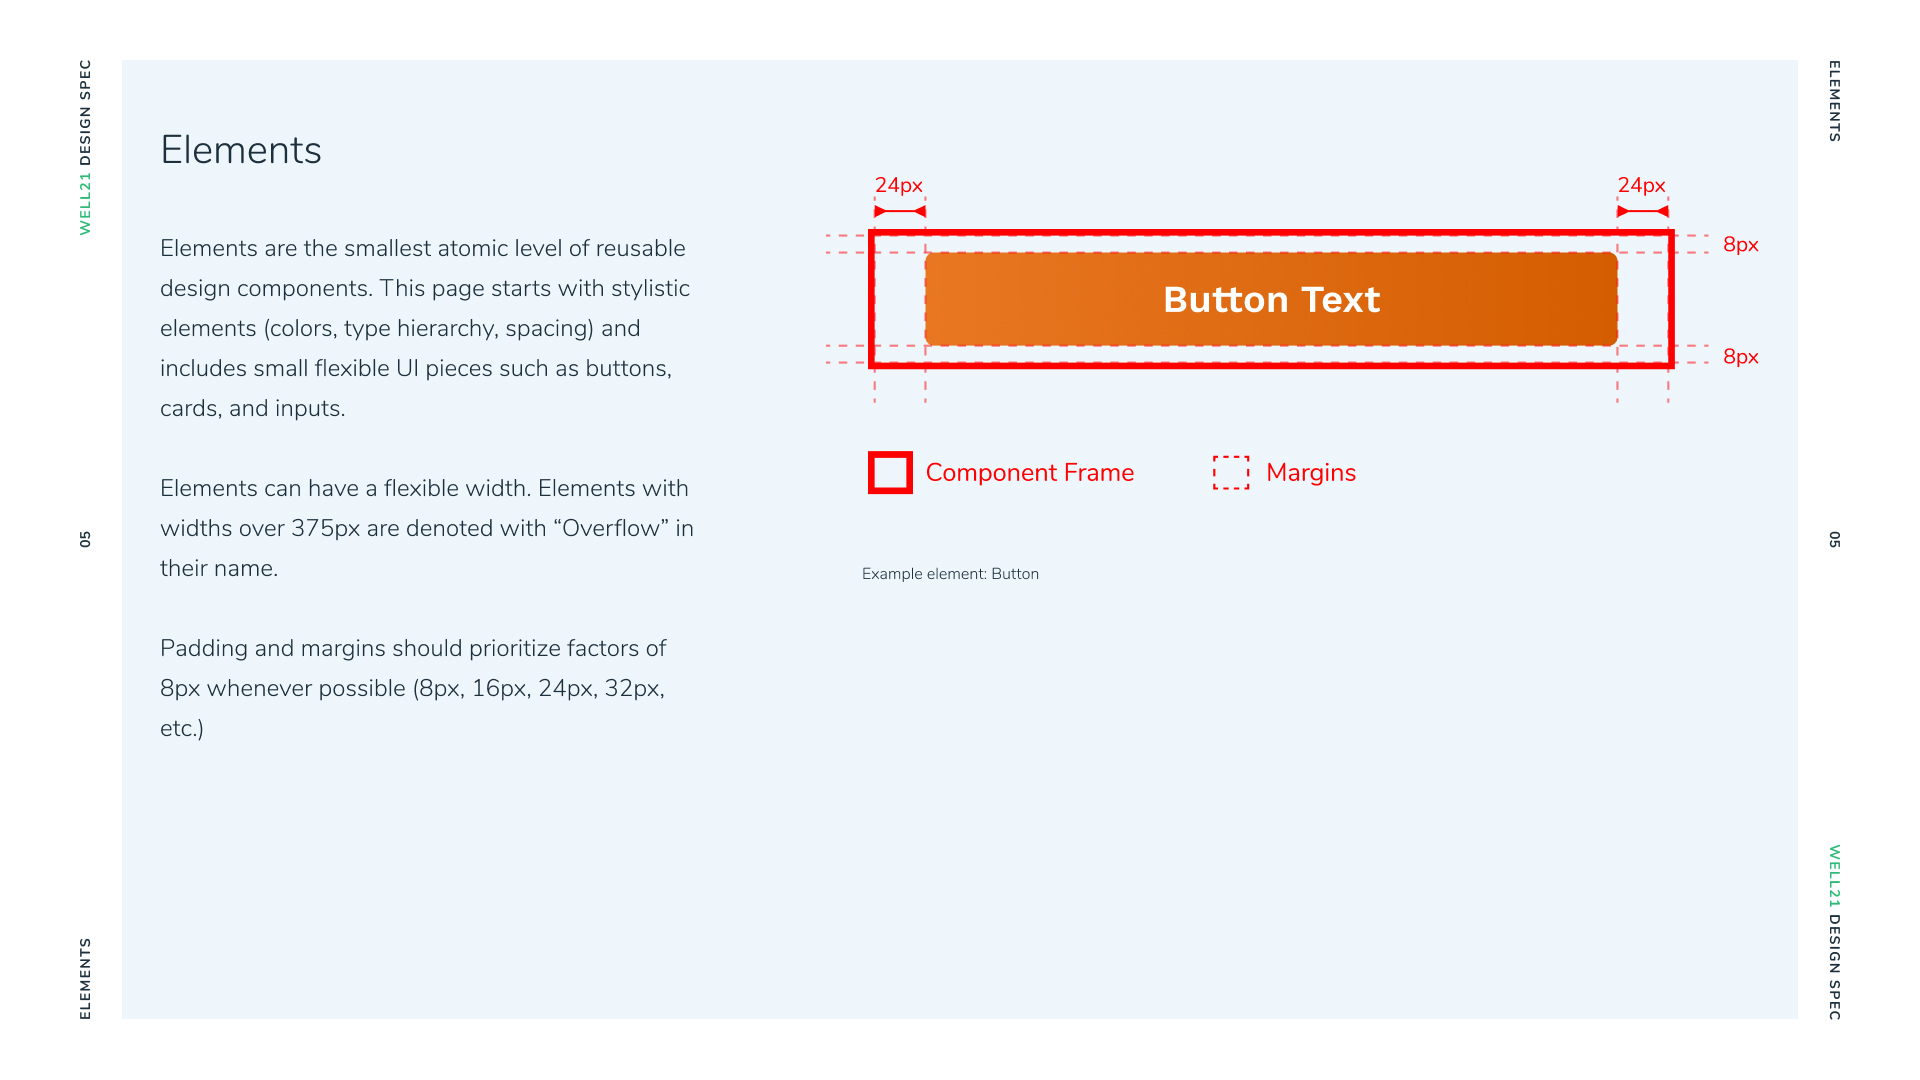 WELL21 DESIGN SPEC
05
ELEMENTS
Elements
Elements are the smallest atomic level of reusable
design components. This page starts with stylistic
elements (colors, type hierarchy, spacing) and
includes small flexible UI pieces such as buttons,
cards, and inputs.
Elements can have a flexible width. Elements with
widths over 375px are denoted with “Overflow” in
their name.
Padding and margins should prioritize factors of
8px whenever possible (8px, 16px, 24px, 32px,
etc.)
24px
24px
8px
Button Text
8px
Component Frame
Margins
Example element: Button
ELEMENTS
05
WELL21 DESIGN SPEC